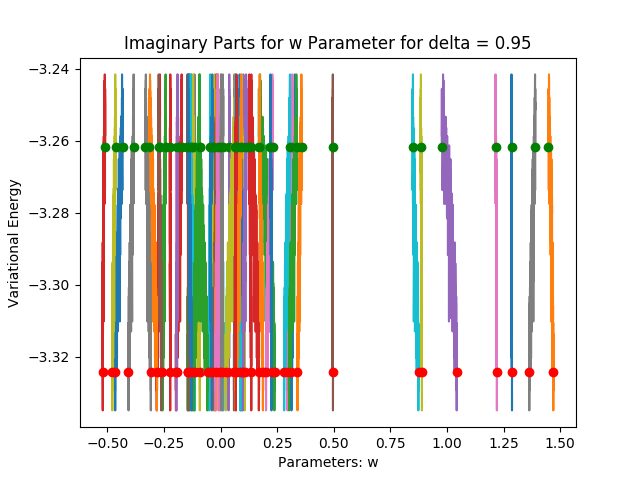 Imaginary Parts for w Parameter for delta = 0.95
Variational Energy
−3.24
−3.26
−3.28
−3.30
−3.32
−0.50 −0.25 0.00 0.25 0.50 0.75 1.00 1.25 1.50
Parameters: w